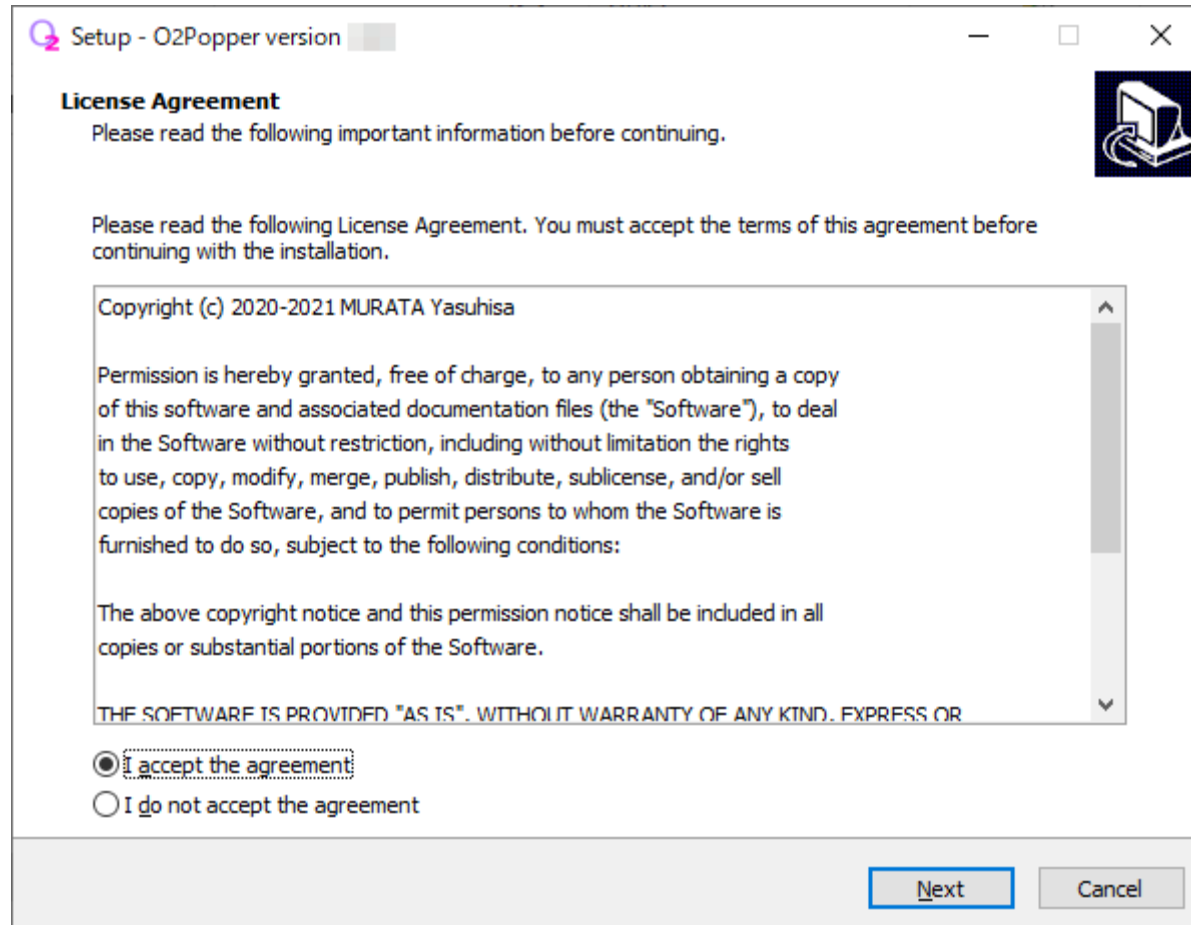 Setup - O2Popper version
License Agreement
Please read the following important information before continuing.
Please read the following License Agreement. You must accept the terms of this agreement before
continuing with the installation.
Copyright (c) 2020-2021 MURATA Yasuhisa
Permission is hereby granted, free of charge, to any person obtaining a copy
of this software and associated documentation files (the "Software"), to deal
in the Software without restriction, including without limitation the rights
to use, copy, modify, merge, publish, distribute, sublicense, and/or sell
copies of the Software, and to permit persons to whom the Software is
furnished to do so, subject to the following conditions:
The above copyright notice and this permission notice shall be included in all
copies or substantial portions of the Software.
THE SOFTWARE IS PROVIDED "AS IS", WITHOUT WARRANTY OF ANY KIND, EXPRESS OR
I accept the agreement
I do not accept the agreement
Next
Cancel